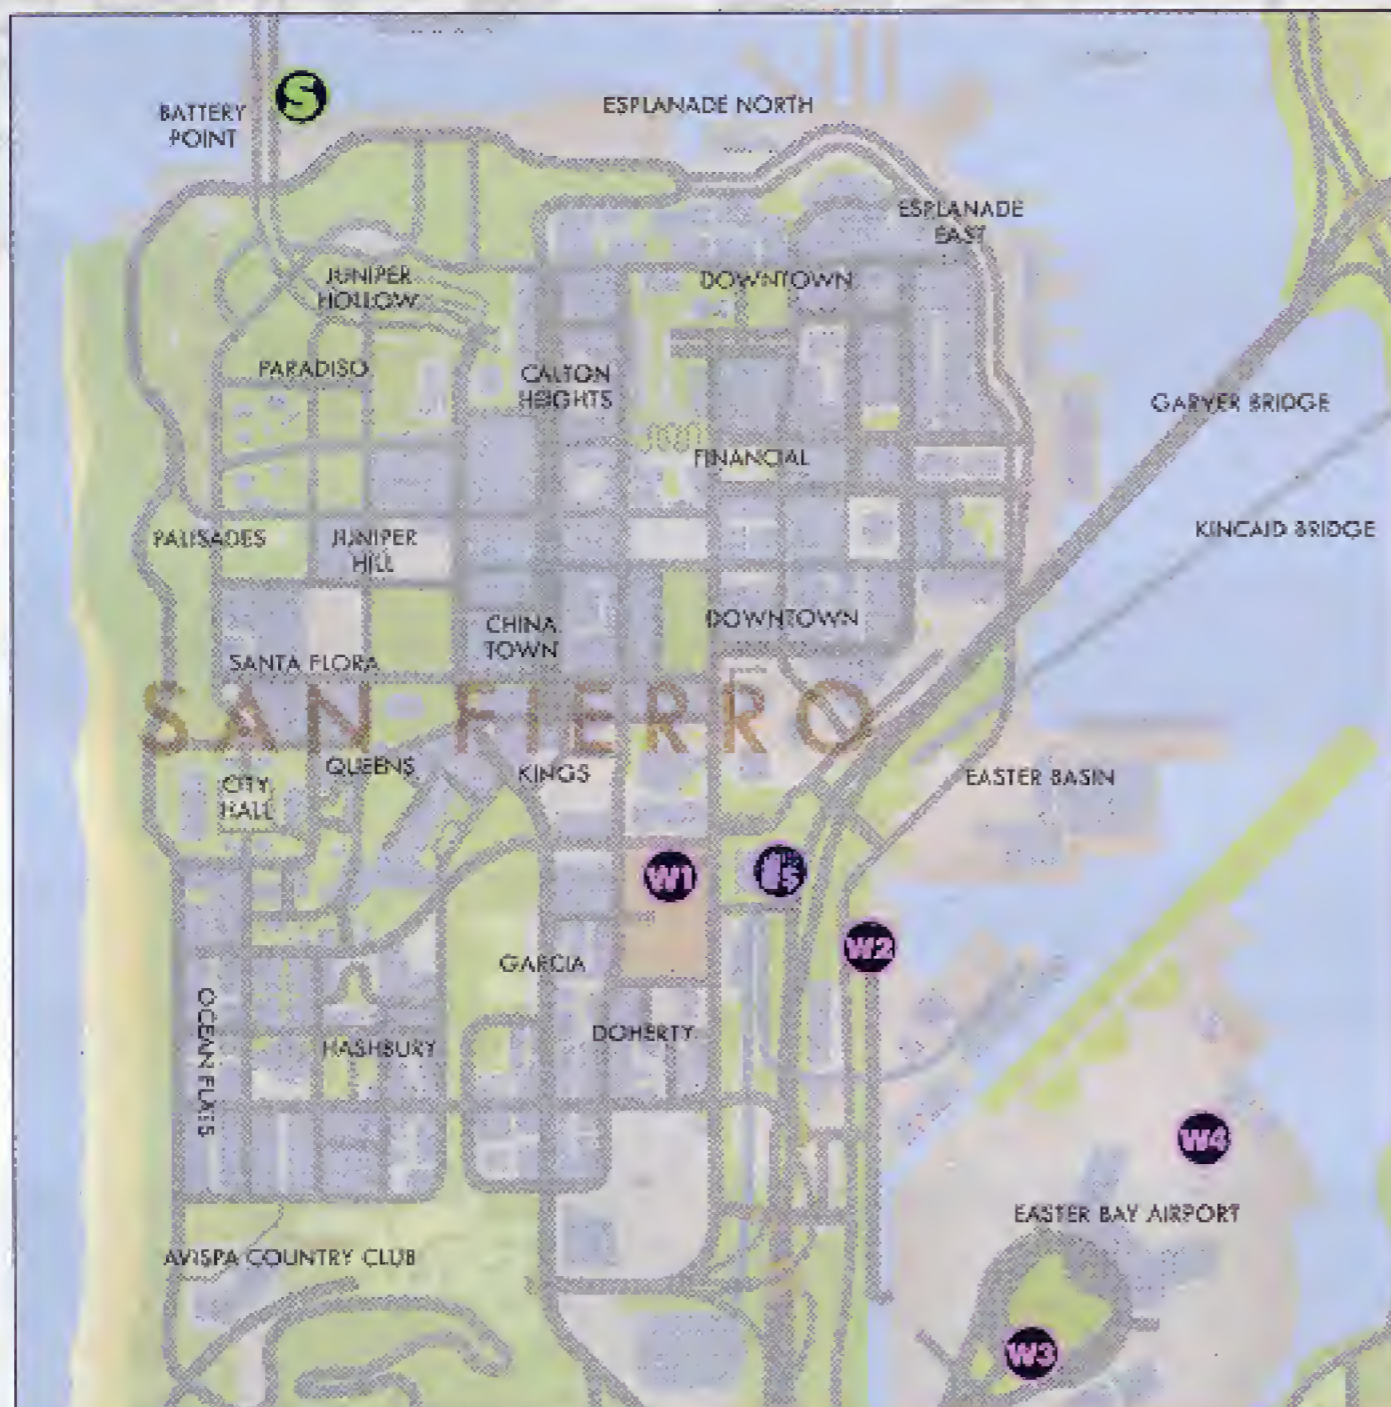 S
BATTERY
POINT
ESPLANADE NORTH
ESPLANADE
EAST
JUNIPER
HOLLOW
DOWNTOWN
PARADISO
CALTON
HEIGHTS
GARVER BRIDGE
FINANCIAL
PALISADES
JUNIPER
HILL
KINCAID BRIDGE
CHINA
TOWN
DOWNTOWN
SANTA FLORA
SAN FIERRO
QUEENS
KINGS
CITY
HALL
EASTER BASIN
W1
W2
GARCIA
OCEAN FLATS
DOHERTY
HASHBURY
W4
EASTER BAY AIRPORT
AVISPA COUNTRY CLUB
W3